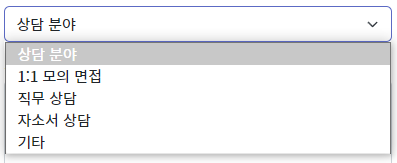 상담 분야
상담 분야
1:1 모의 면접
직무 상담
자소서 상담
기타